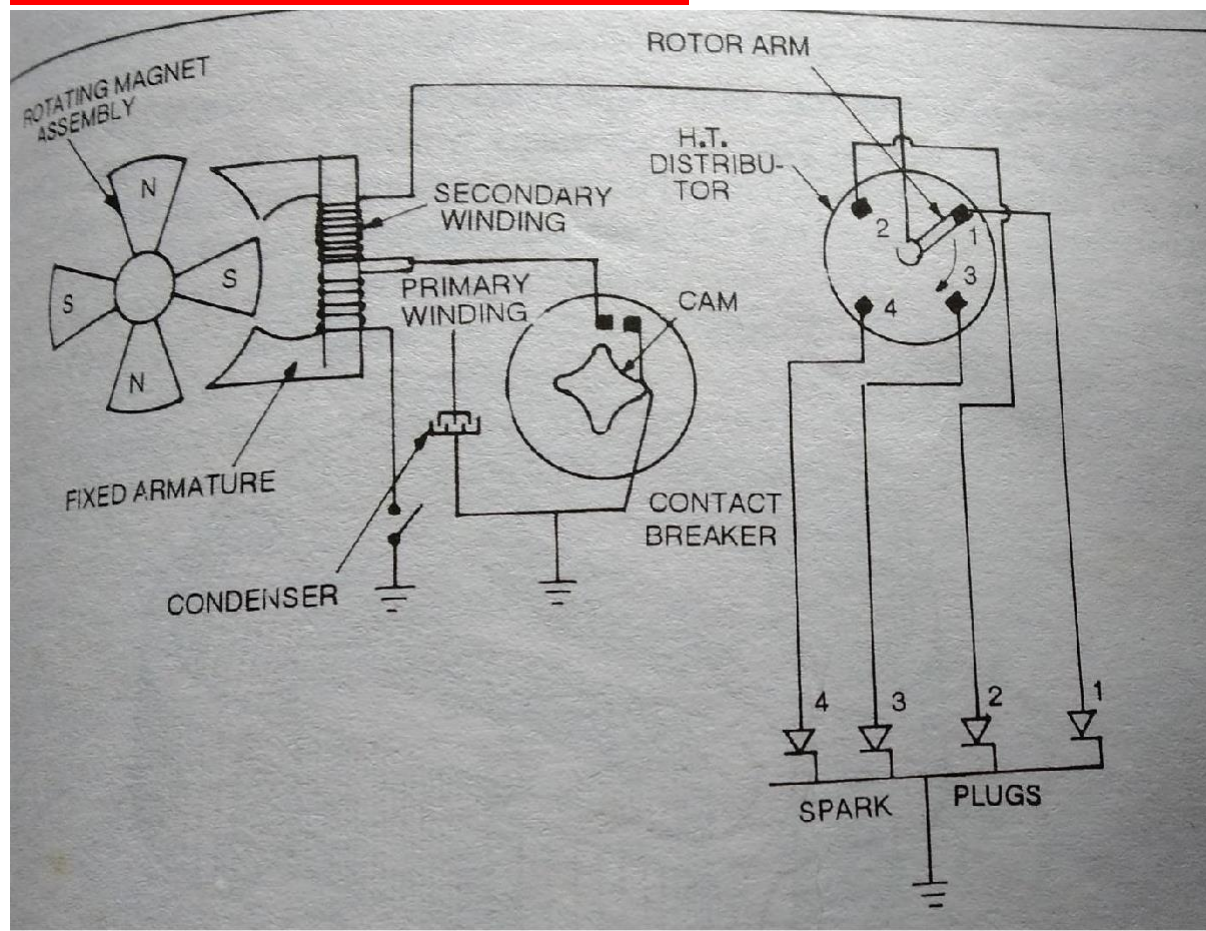 ROTOR ARM
ROTATING MAGNET
ASSEMBLY
H.T.
DISTRIBU-
TOR
N
S
S
N
SECONDARY
WINDING
PRIMARY
WINDING
CAM
2
1
3
4
FIXED ARMATURE
CONDENSER
CONTACT
BREAKER
4
3
2
1
SPARK
PLUGS